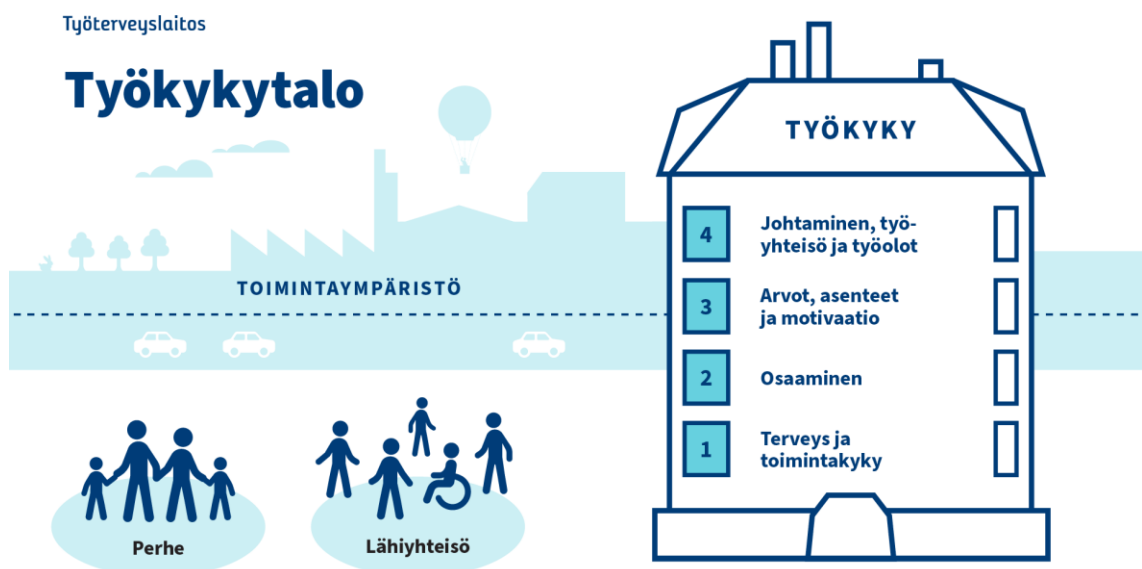 Työterveyslaitos
Työkykytalo
TYÖKYKY
4
Johtaminen, työ-
yhteisö ja työolot
3
Arvot, asenteet
ja motivaatio
2
Osaaminen
1
Terveys ja
toimintakyky
TOIMINTAYMPÄRISTÖ
Perhe
Lähiyhteisö